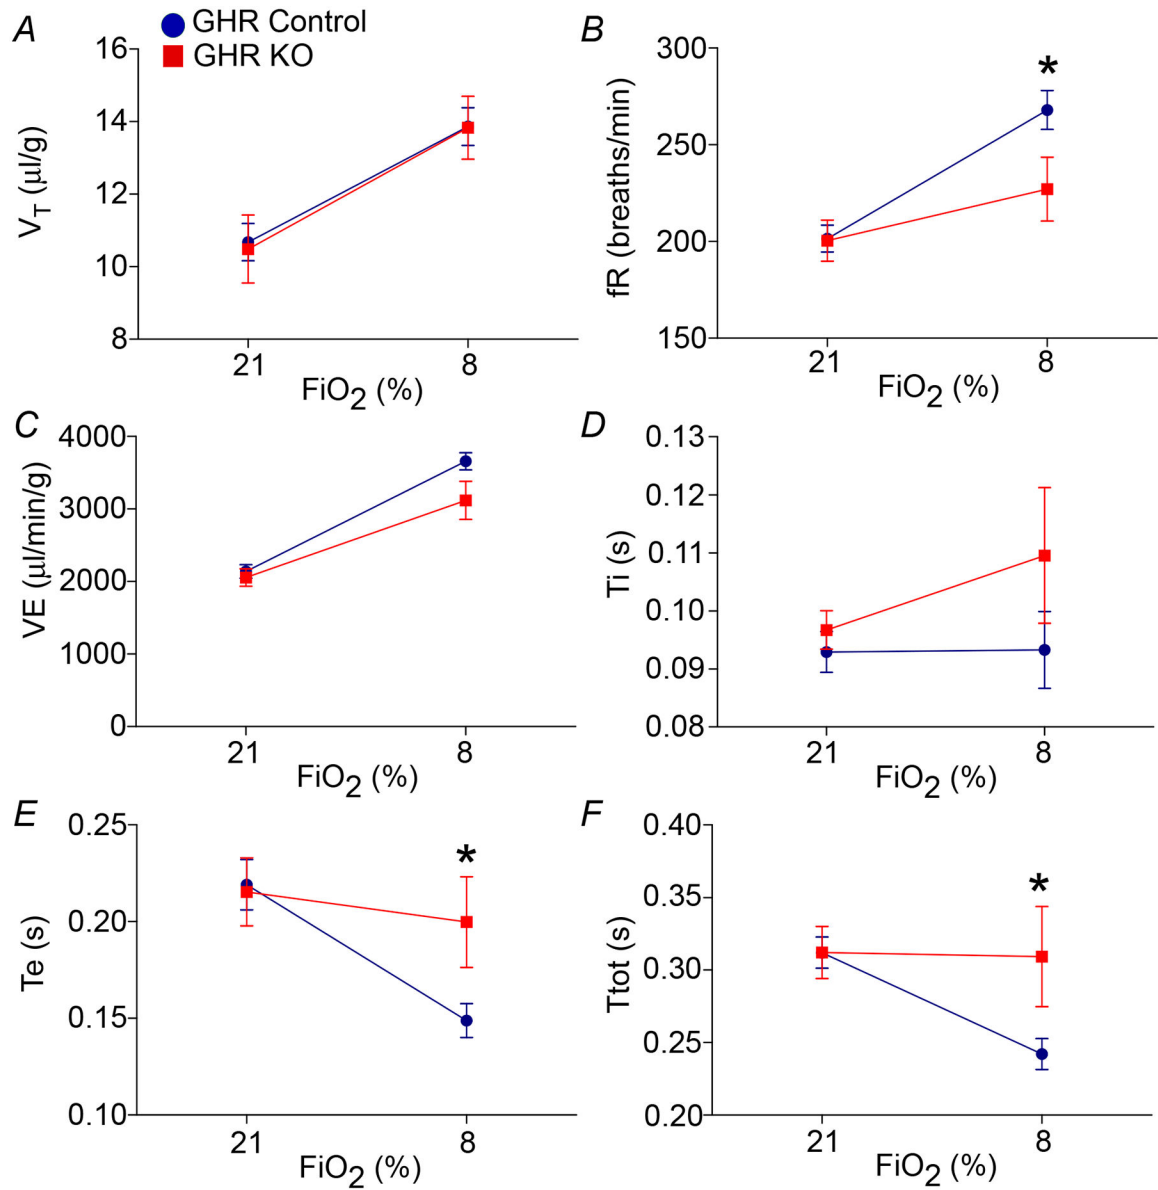 A
GHR Control
GHR KO
16
14
12
10
8
V_T (μl/g)
21
8
FiO₂ (%)
B
300
250
200
150
fR (breaths/min)
*
21
8
FiO₂ (%)
C
4000
3000
2000
1000
0
VE (μl/min/g)
21
8
FiO₂ (%)
D
0.13
0.12
0.11
0.10
0.09
0.08
Ti (s)
21
8
FiO₂ (%)
E
0.25
0.20
0.15
0.10
Te (s)
*
21
8
FiO₂ (%)
F
0.40
0.35
0.30
0.25
0.20
Ttot (s)
*
21
8
FiO₂ (%)